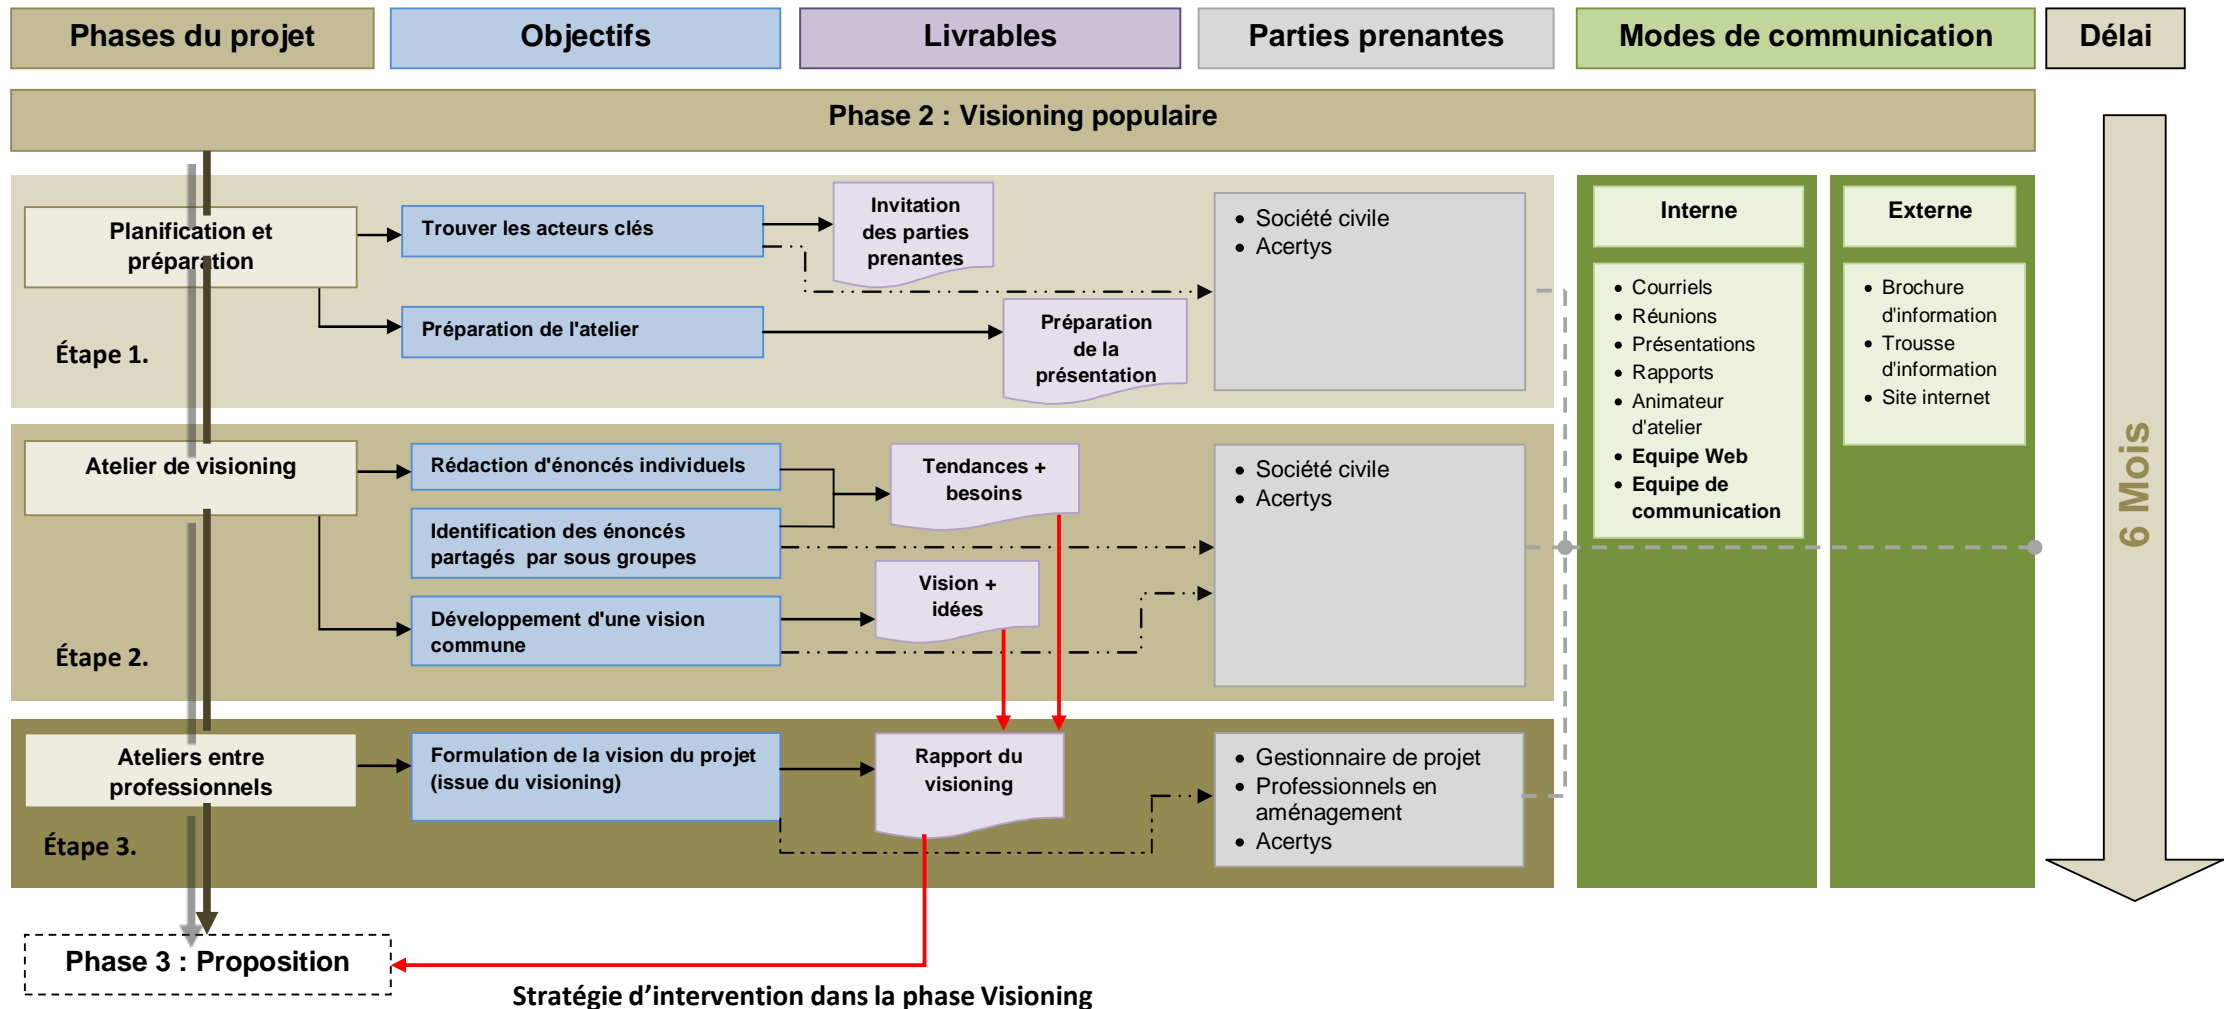 Phases du projet
Objectifs
Livrables
Parties prenantes
Modes de communication
Délai
Phase 2 : Visioning populaire
Planification et
préparation
Étape 1.
Trouver les acteurs clés
Préparation de l'atelier
Invitation
des parties
prenantes
Préparation
de la
présentation
• Société civile
• Acertys
Interne
• Courriels
• Réunions
• Présentations
• Rapports
• Animateur
d'atelier
• Equipe Web
• Equipe de
communication
Externe
• Brochure
d'information
• Trousse
d'information
• Site internet
6 Mois
Atelier de visioning
Étape 2.
Rédaction d'énoncés individuels
Identification des énoncés
partagés  par sous groupes
Développement d'une vision
commune
Tendances +
besoins
Vision +
idées
• Société civile
• Acertys
Ateliers entre
professionnels
Étape 3.
Formulation de la vision du projet
(issue du visioning)
Rapport du
visioning
• Gestionnaire de projet
• Professionnels en
aménagement
• Acertys
Phase 3 : Proposition
Stratégie d’intervention dans la phase Visioning